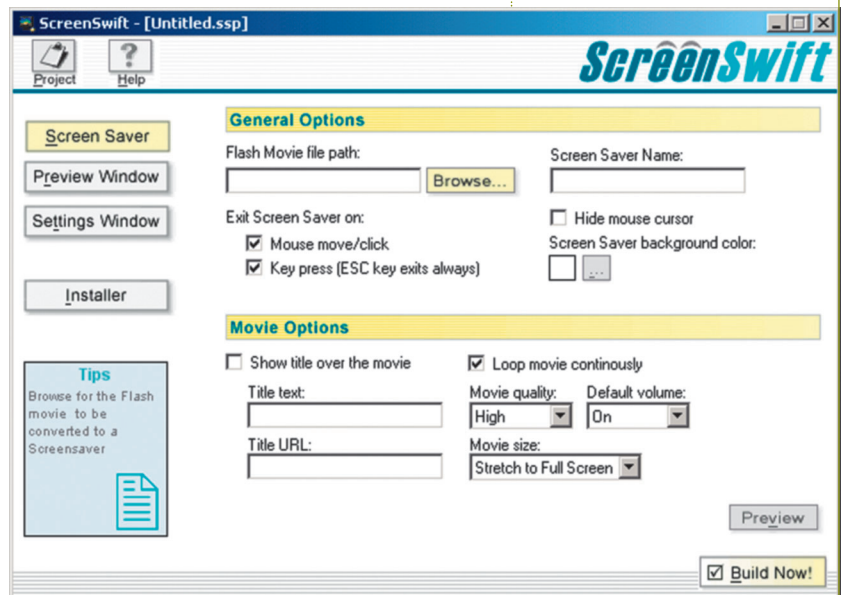 ScreenSwift - [Untitled.ssp]
Project
?
Help
ScreenSwift
Screen Saver
Preview Window
Settings Window
Installer
Tips
Browse for the Flash
movie to be
converted to a
Screensaver
General Options
Flash Movie file path:
Browse...
Screen Saver Name:
Exit Screen Saver on:
Mouse move/click
Key press (ESC key exits always)
Hide mouse cursor
Screen Saver background color:
...
Movie Options
Show title over the movie
Title text:
Title URL:
Loop movie continously
Movie quality: Default volume:
High On
Movie size:
Stretch to Full Screen
Preview
Build Now!